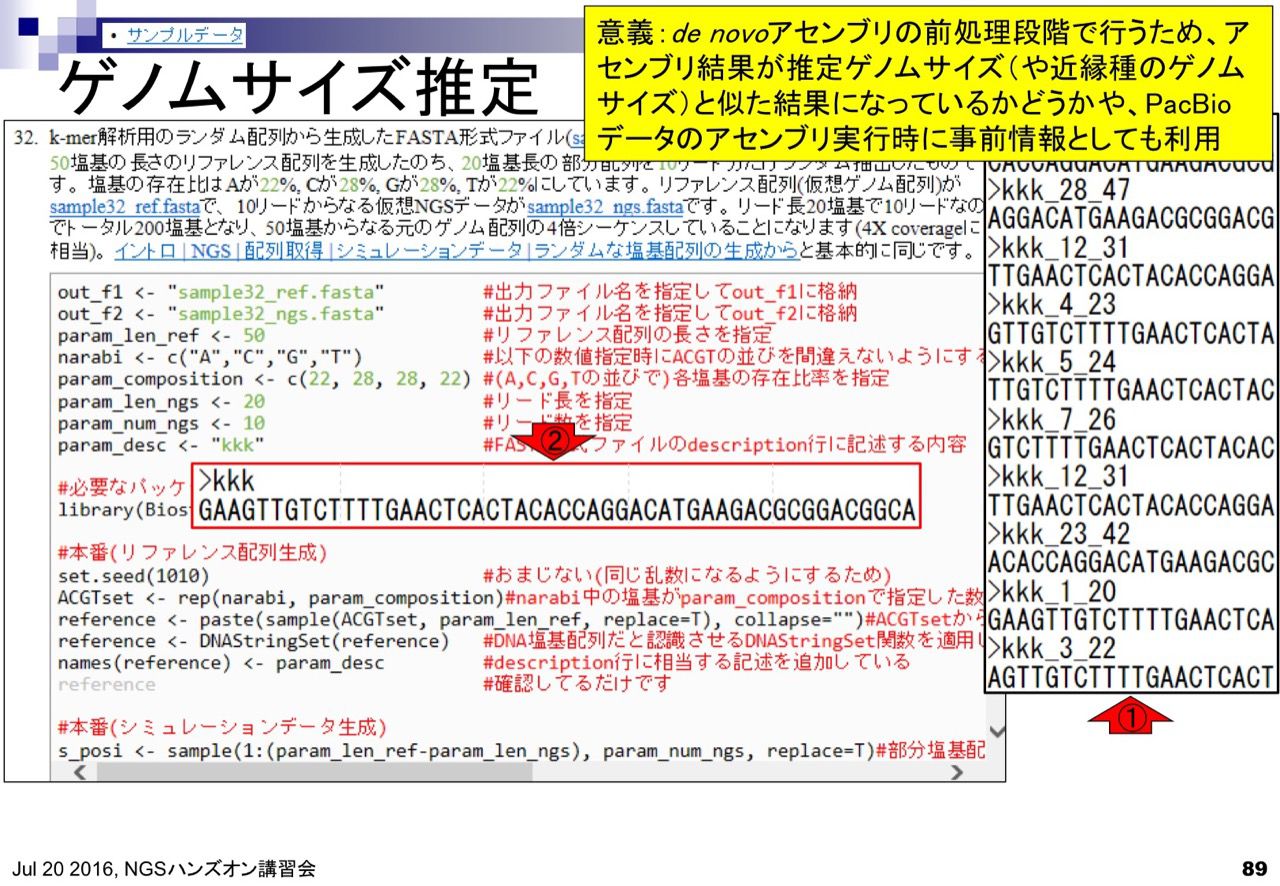 • サンプルデータ
ゲノムサイズ推定
意義：de novoアセンブリの前処理段階で行うため、ア
センブリ結果が推定ゲノムサイズ（や近縁種のゲノム
サイズ）と似た結果になっているかどうかや、PacBio
データのアセンブリ実行時に事前情報としても利用
32. k-mer解析用のランダム配列から生成したFASTA形式ファイル(sa
50塩基の長さのリファレンス配列を生成したのち、20塩基長の部分配列を10リード分だけランダム抽出したもので
す。塩基の存在比はAが22%, Cが28%, Gが28%, Tが22%にしています。リファレンス配列(仮想ゲノム配列)が
sample32_ref.fastaで、10リードからなる仮想NGSデータがsample32_ngs.fastaです。リード長20塩基で10リードなの
でトータル200塩基となり、50塩基からなる元のゲノム配列の4倍シーケンスしていることになります(4X coverageに
相当)。イントロ | NGS | 配列取得 | シミュレーションデータ | ランダムな塩基配列の生成からと基本的に同じです。
out_f1 <- "sample32_ref.fasta" #出力ファイル名を指定してout_f1に格納
out_f2 <- "sample32_ngs.fasta" #出力ファイル名を指定してout_f2に格納
param_len_ref <- 50 #リファレンス配列の長さを指定
narabi <- c("A","C","G","T") #以下の数値指定時にACGTの並びを間違えないようにする
param_composition <- c(22, 28, 28, 22) #(A,C,G,Tの並びで)各塩基の存在比率を指定
param_len_ngs <- 20 #リード長を指定
param_num_ngs <- 10 #リード数を指定
param_desc <- "kkk" #FAS ファイルのdescription行に記述する内容
②
#必要なパッケ
library(Bios
>kkk
GAAGTTGTCTTTTGAACTCACTACACCAGGACATGAAGACGCGGACGGCA
#本番(リファレンス配列生成)
set.seed(1010) #おまじない(同じ乱数になるようにするため)
ACGTset <- rep(narabi, param_composition)#narabi中の塩基がparam_compositionで指定した数
reference <- paste(sample(ACGTset, param_len_ref, replace=T), collapse="")#ACGTsetから
reference <- DNAStringSet(reference) #DNA塩基配列だと認識させるDNAStringSet関数を適用し
names(reference) <- param_desc #description行に相当する記述を追加している
reference #確認してるだけです
#本番(シミュレーションデータ生成)
s_posi <- sample(1:(param_len_ref-param_len_ngs), param_num_ngs, replace=T)#部分塩基配
CACCAGGACATGAAGACGCG
>kkk_28_47
AGGACATGAAGACGCGGACG
>kkk_12_31
TTGAACTCACTACACCAGGA
>kkk_4_23
GTTGTCTTTTGAACTCACTA
>kkk_5_24
TTGTCTTTTGAACTCACTAC
>kkk_7_26
GTCTTTTGAACTCACTACAC
>kkk_12_31
TTGAACTCACTACACCAGGA
>kkk_23_42
ACACCAGGACATGAAGACGC
>kkk_1_20
GAAGTTGTCTTTTGAACTCA
>kkk_3_22
AGTTGTCTTTTGAACTCACT
①
Jul 20 2016, NGSハンズオン講習会
89